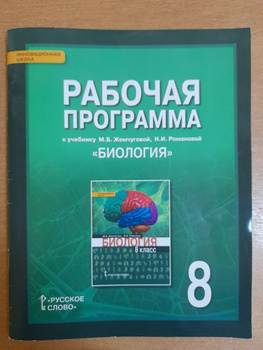 ИННОВАЦИОННАЯ
ШКОЛА
РАБОЧАЯ
ПРОГРАММА
к учебнику М.Б. Жемчуговой, Н.И. Романовой
«БИОЛОГИЯ»
БИОЛОГИЯ
8 класс
8
«РУССКОЕ
СЛОВО»